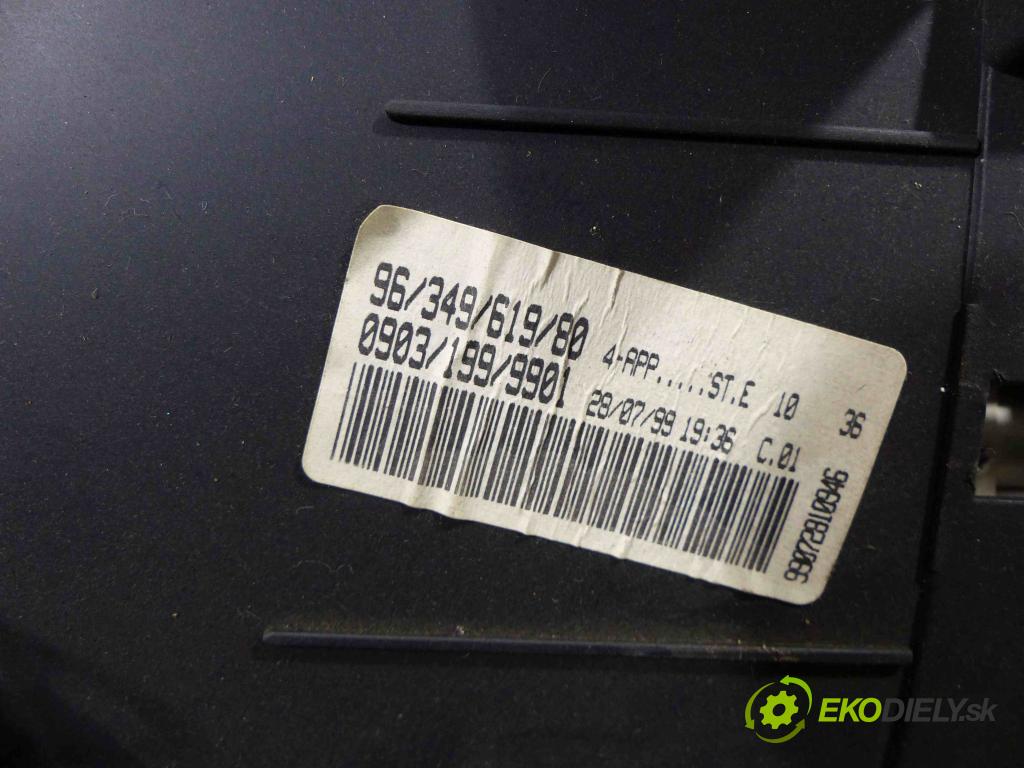 96/349/619/80
0903/199/9901
4-APP.....ST.E 10 36
28/07/99 19:36 C.01
99072810946
EKODIELY.sk